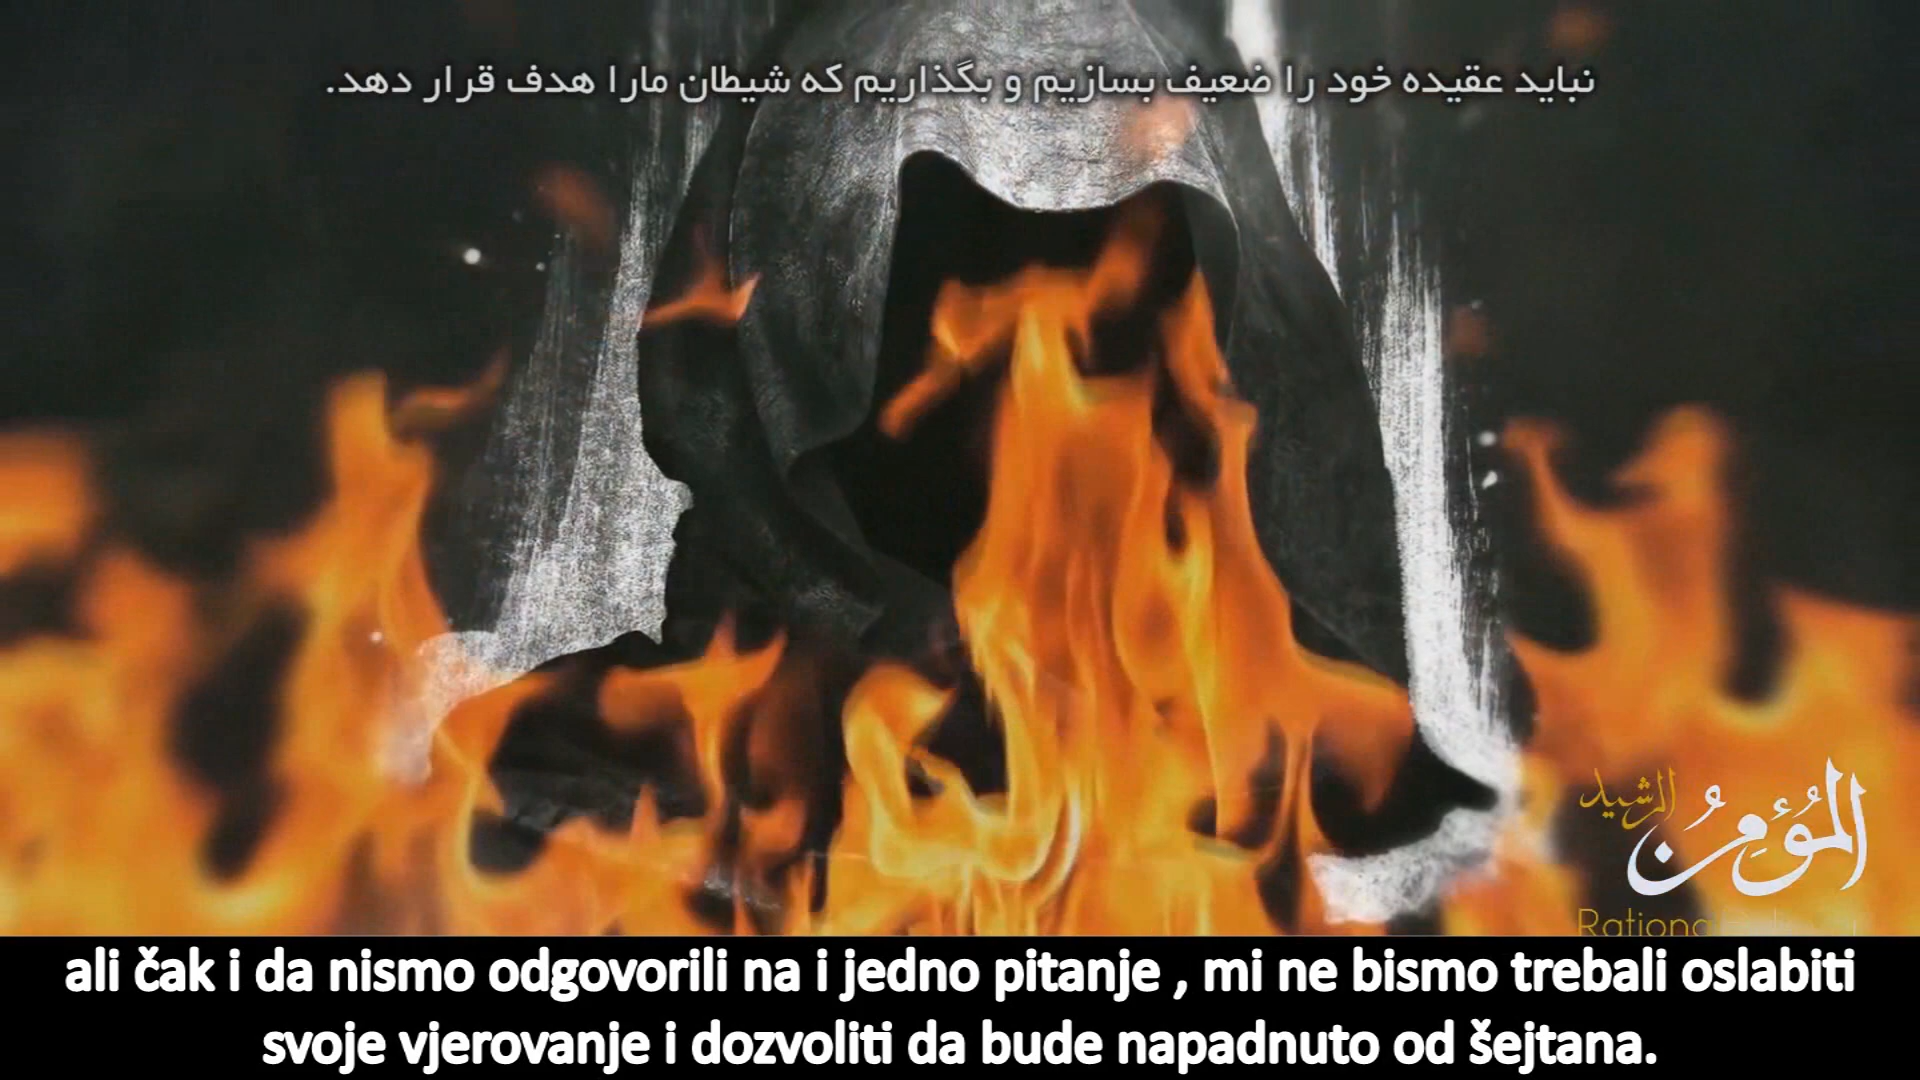 نباید عقیده خود را ضعیف بسازیم و بگذاریم که شیطان مارا هدف قرار دهد.
المؤمن
الرشيد
ali čak i da nismo odgovorili na i jedno pitanje , mi ne bismo trebali oslabiti
svoje vjerovanje i dozvoliti da bude napadnuto od šejtana.